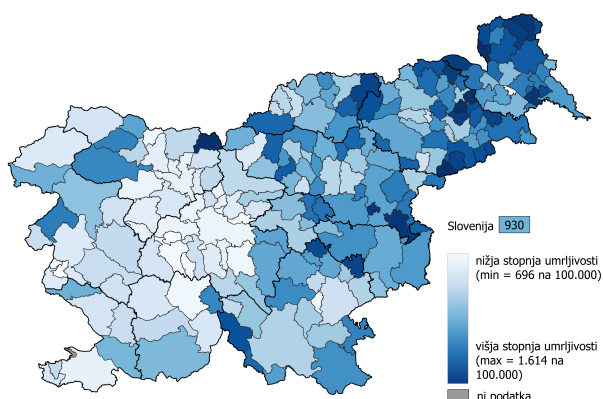 Slovenija 930
nižja stopnja umrljivosti
(min = 696 na 100.000)
višja stopnja umrljivosti
(max = 1.614 na
100.000)
ni podatka